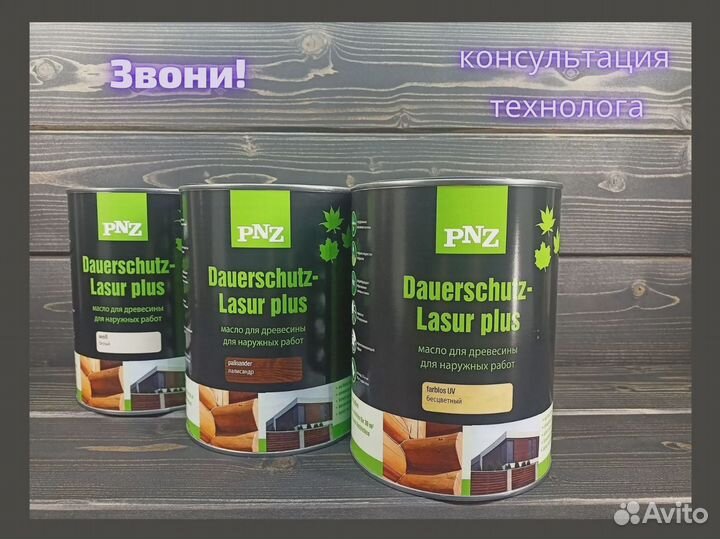 Звони!
консультация
технолога
PNZ
Dauerschutz-
Lasur plus
масло для древесины
для наружных работ
weiß
белый
PNZ
Dauerschutz-
Lasur plus
масло для древесины
для наружных работ
palisander
палисандр
PNZ
Dauerschutz-
Lasur plus
масло для древесины
для наружных работ
farblos UV
бесцветный
Avito